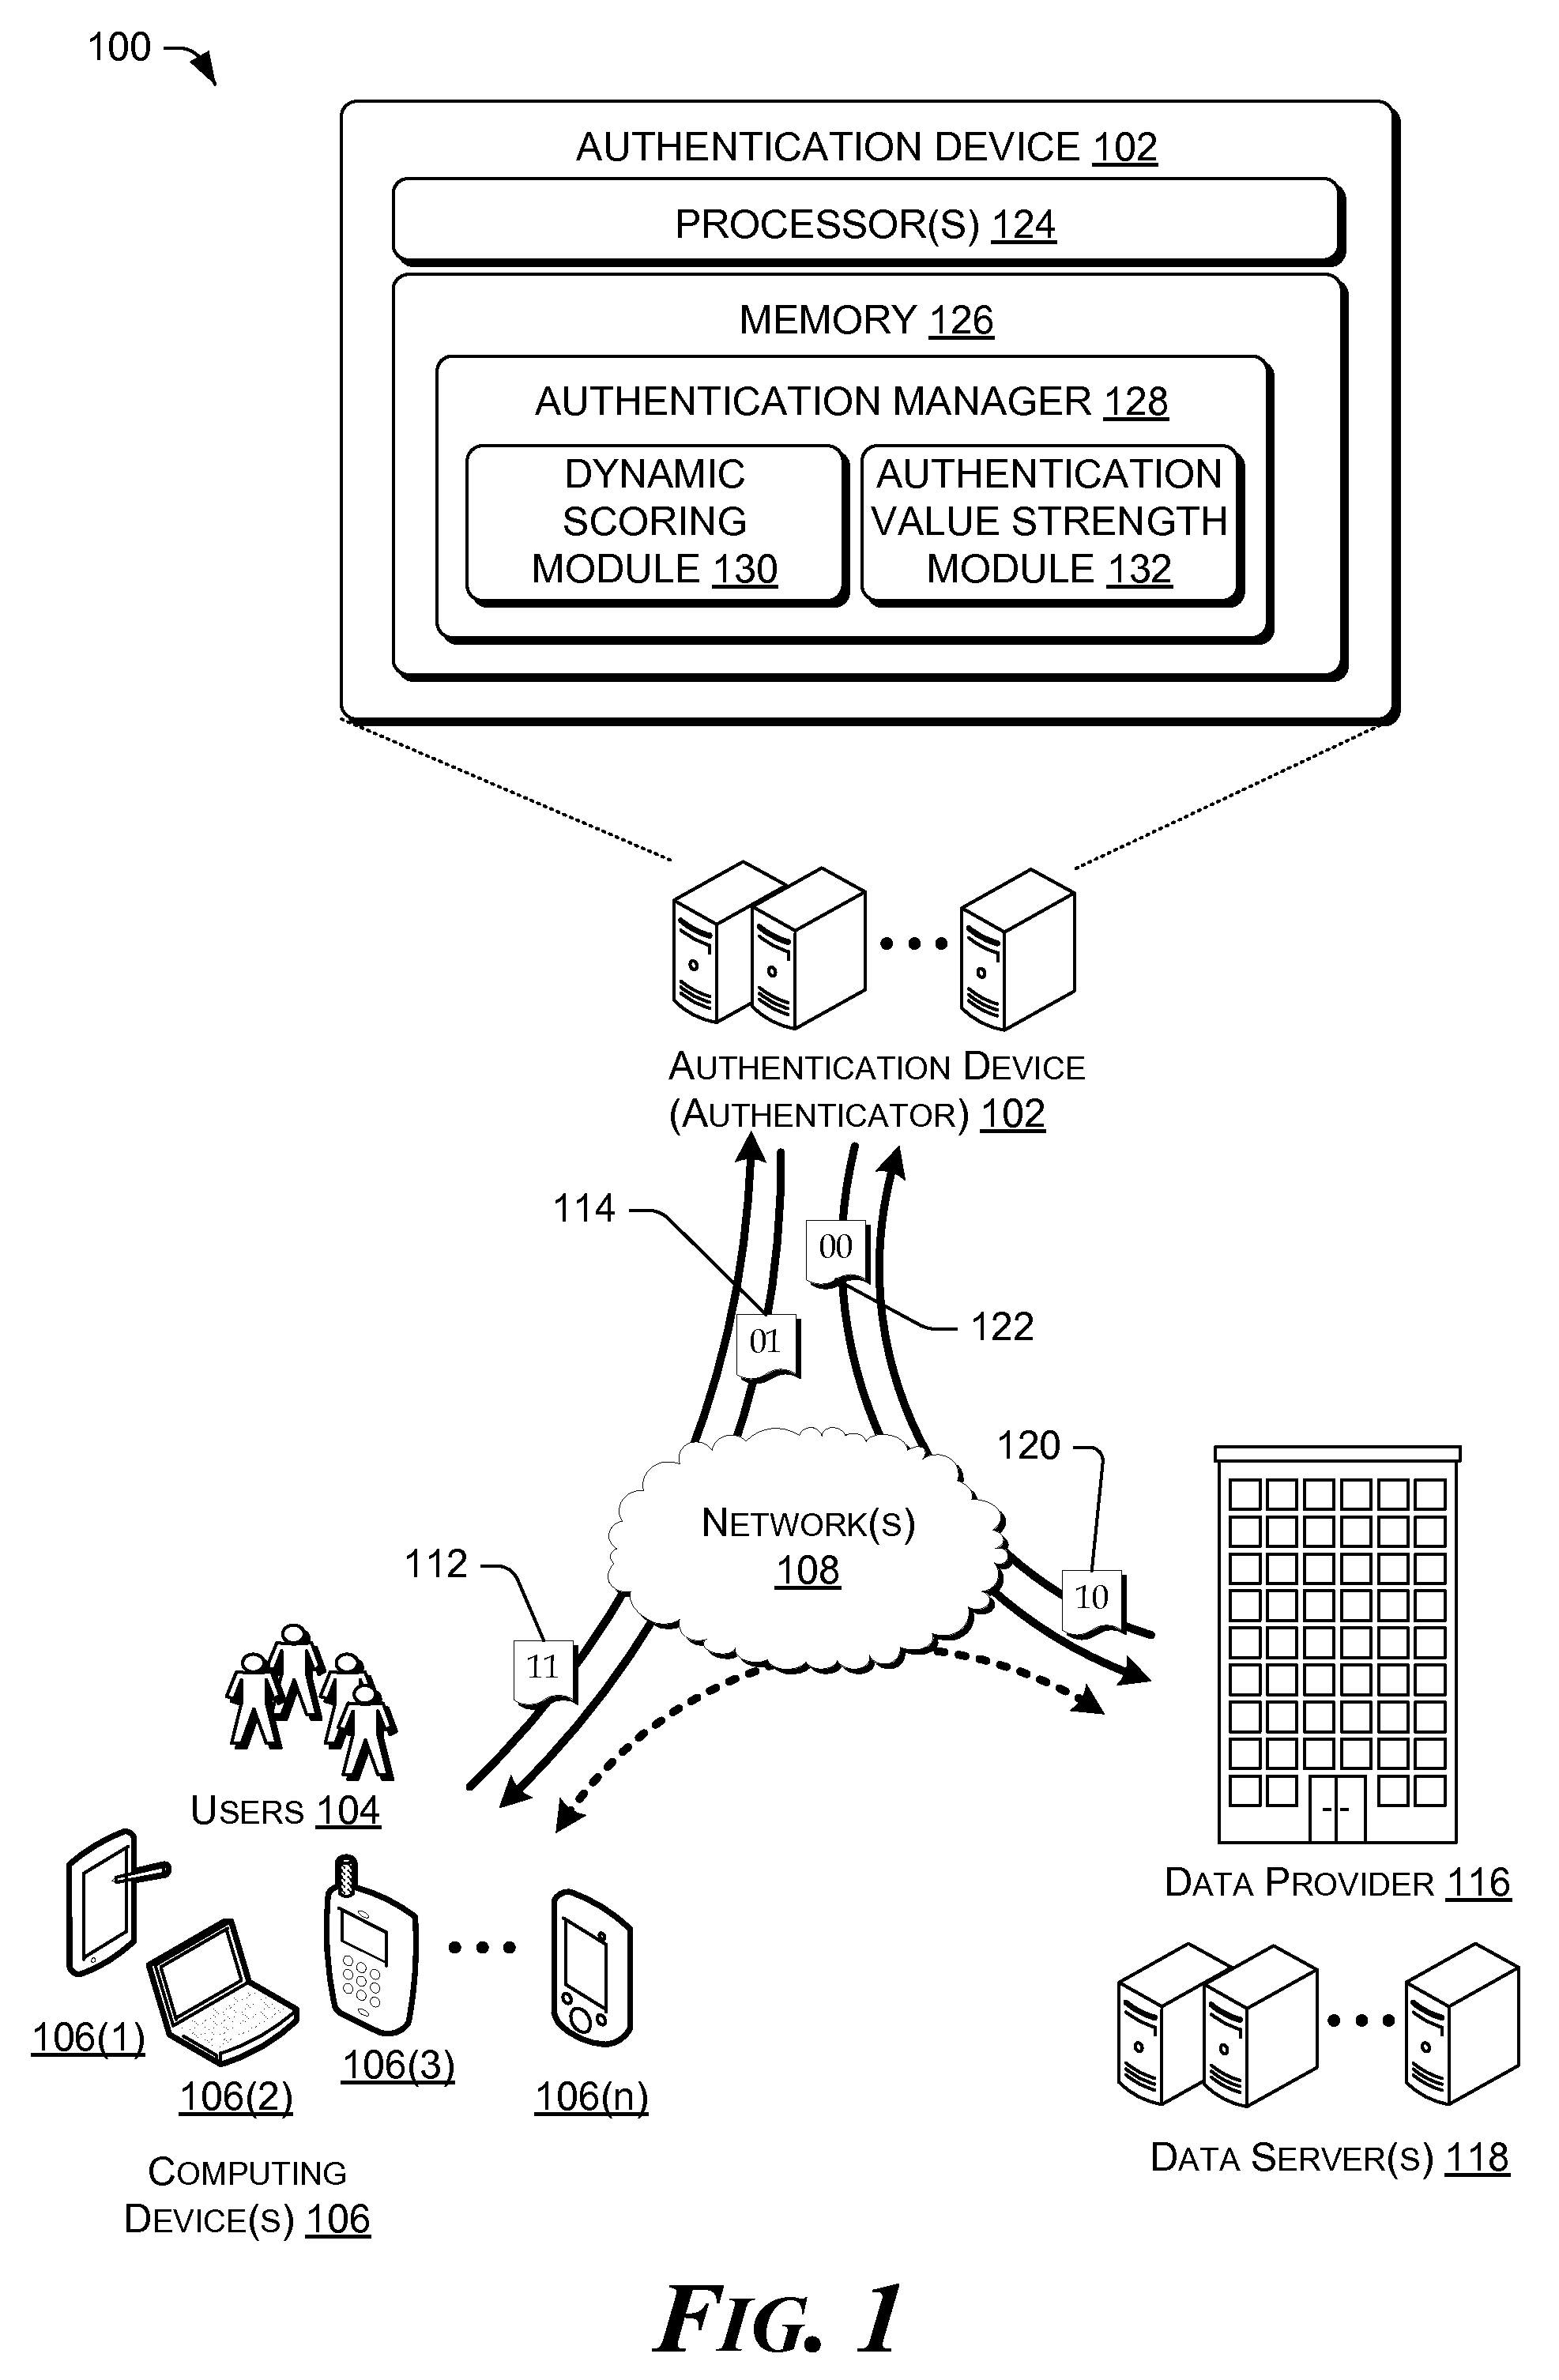 100
AUTHENTICATION DEVICE 102
PROCESSOR(S) 124
MEMORY 126
AUTHENTICATION MANAGER 128
DYNAMIC
SCORING
MODULE 130
AUTHENTICATION
VALUE STRENGTH
MODULE 132
AUTHENTICATION DEVICE
(AUTHENTICATOR) 102
114
00
122
01
120
NETWORK(S)
108
112
10
11
USERS 104
DATA PROVIDER 116
106(1)
106(2)
106(3)
106(n)
COMPUTING
DEVICE(S) 106
DATA SERVER(S) 118
FIG. 1